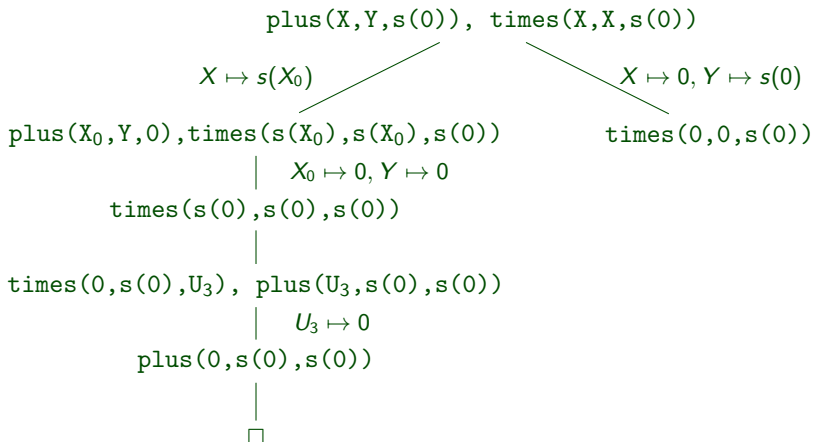 plus(X,Y,s(0)), times(X,X,s(0))
X ↦ s(X₀) X ↦ 0, Y ↦ s(0)
plus(X₀,Y,0),times(s(X₀),s(X₀),s(0)) times(0,0,s(0))
X₀ ↦ 0, Y ↦ 0
times(s(0),s(0),s(0))
times(0,s(0),U₃), plus(U₃,s(0),s(0))
U₃ ↦ 0
plus(0,s(0),s(0))
□